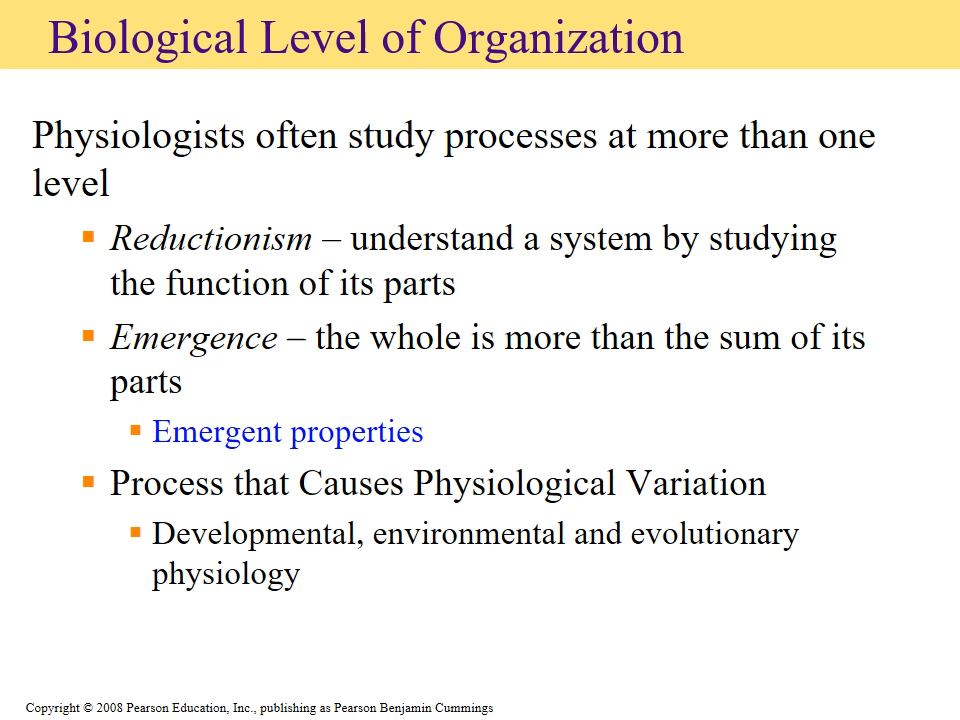 Biological Level of Organization
Physiologists often study processes at more than one
level
▪ Reductionism – understand a system by studying
the function of its parts
▪ Emergence – the whole is more than the sum of its
parts
▪ Emergent properties
▪ Process that Causes Physiological Variation
▪ Developmental, environmental and evolutionary
physiology
Copyright © 2008 Pearson Education, Inc., publishing as Pearson Benjamin Cummings